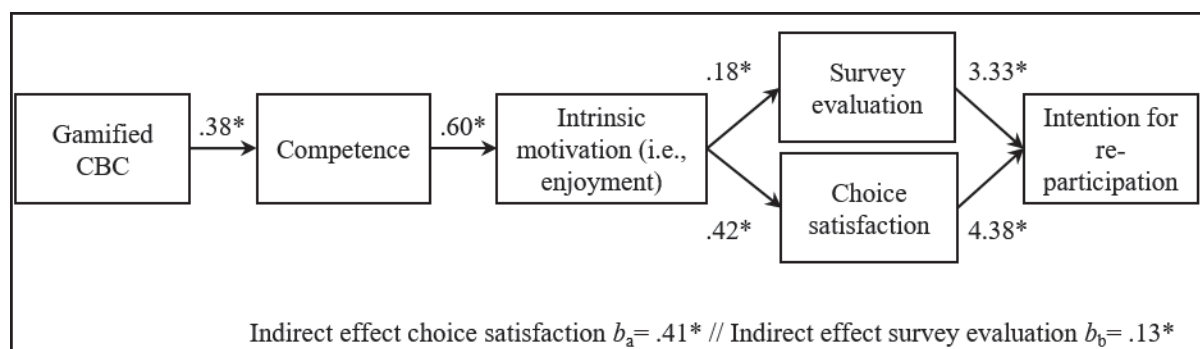 Gamified
CBC
.38*
Competence
.60*
Intrinsic
motivation (i.e.,
enjoyment)
.18*
Survey
evaluation
3.33*
.42*
Choice
satisfaction
4.38*
Intention for
re-
participation
Indirect effect choice satisfaction bₐ= .41* // Indirect effect survey evaluation b_b= .13*